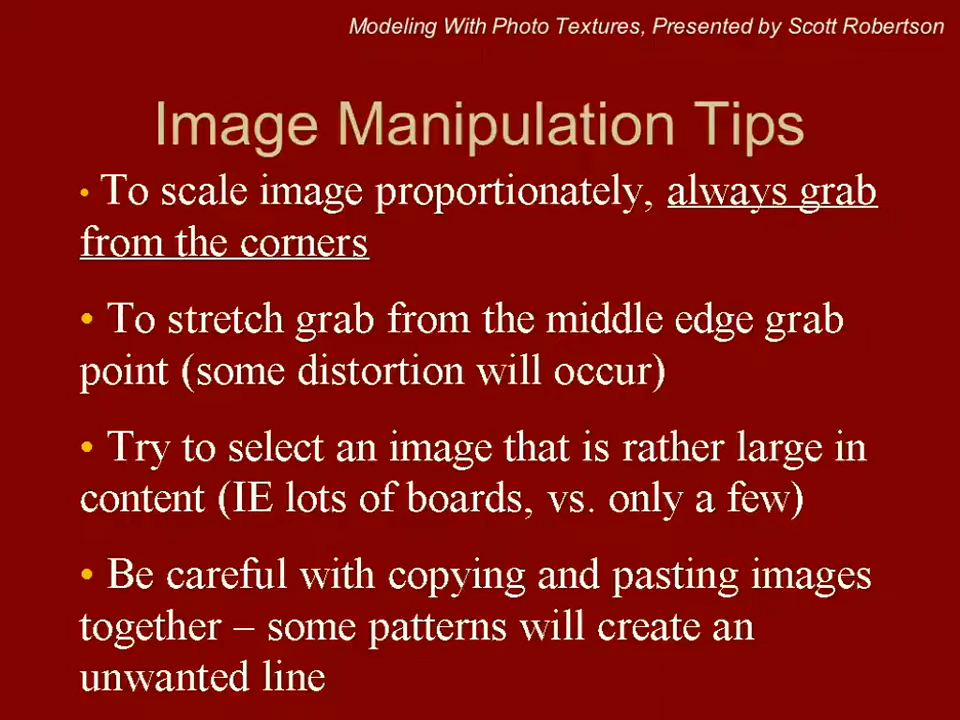 Modeling With Photo Textures, Presented by Scott Robertson
Image Manipulation Tips
• To scale image proportionately, always grab
from the corners
• To stretch grab from the middle edge grab
point (some distortion will occur)
• Try to select an image that is rather large in
content (IE lots of boards, vs. only a few)
• Be careful with copying and pasting images
together – some patterns will create an
unwanted line